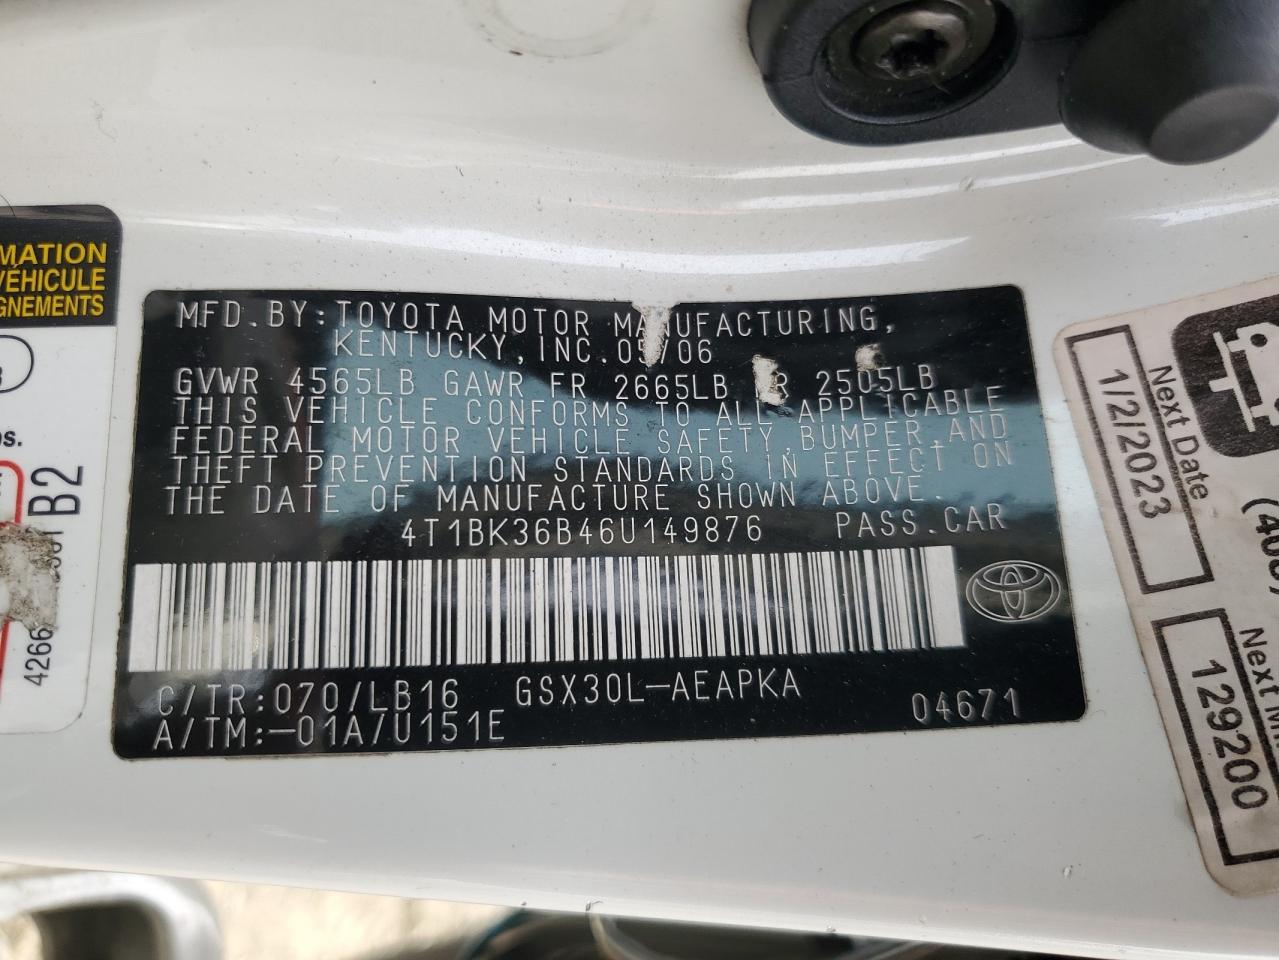 MATION
VÉHICULE
GNEMENTS
B2
4266
MFD. BY: TOYOTA MOTOR MANUFACTURING,
KENTUCKY, INC. 05/06
GVWR 4565LB GAWR FR 2665LB RR 2505LB
THIS VEHICLE CONFORMS TO ALL APPLICABLE
FEDERAL MOTOR VEHICLE SAFETY, BUMPER, AND
THEFT PREVENTION STANDARDS IN EFFECT ON
THE DATE OF MANUFACTURE SHOWN ABOVE.
4T1BK36B46U149876 PASS. CAR
C/TR: 070/LB16 GSX30L-AEAPKA
A/TM:-01A/U151E 04671
Next Date
1/2/2023
Next
129200